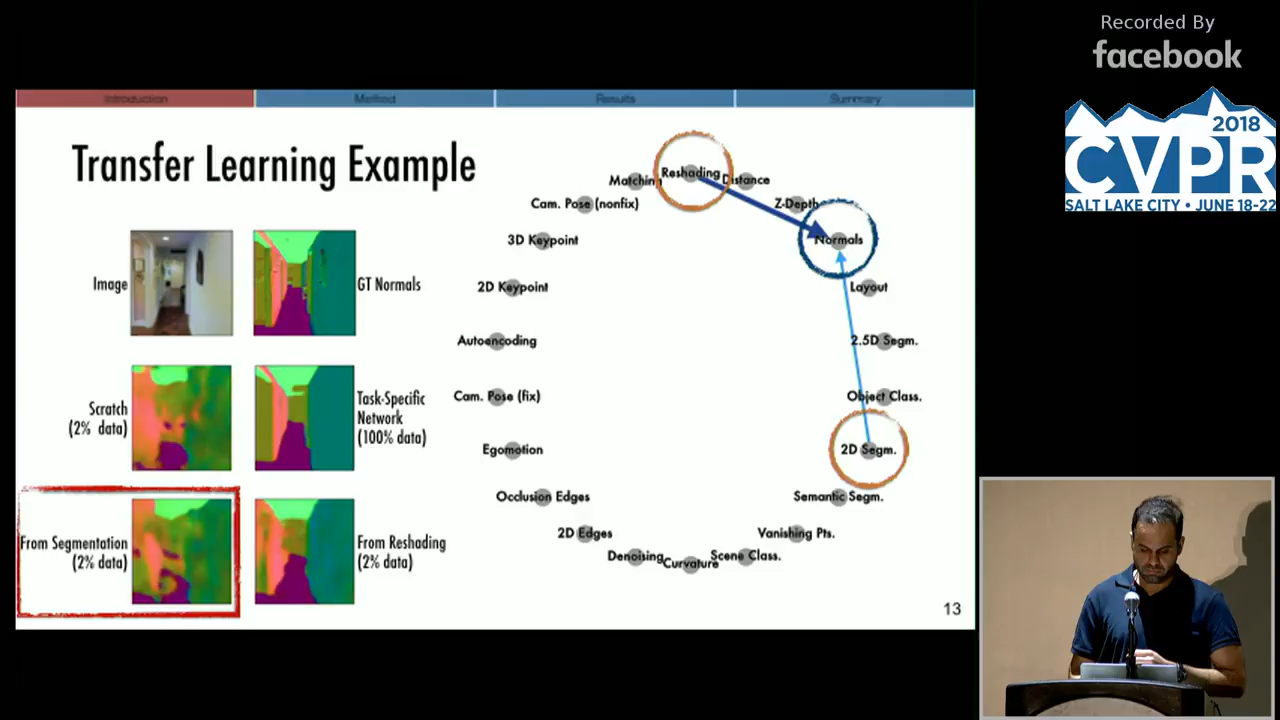 Recorded By
facebook
2018
CVPR
SALT LAKE CITY • JUNE 18-22
Introduction
Method
Results
Summary
Transfer Learning Example
Image
GT Normals
Scratch
(2% data)
Task-Specific
Network
(100% data)
From Segmentation
(2% data)
From Reshading
(2% data)
Reshading
Distance
Z-Depth
Normals
Layout
2.5D Segm.
Object Class.
2D Segm.
Semantic Segm.
Vanishing Pts.
Scene Class.
Curvature
Denoising
2D Edges
Occlusion Edges
Egomotion
Cam. Pose (fix)
Autoencoding
2D Keypoint
3D Keypoint
Cam. Pose (nonfix)
Matching
13